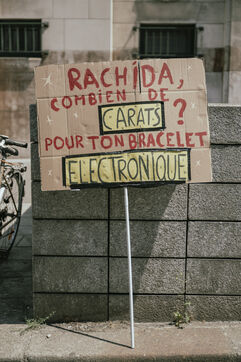 RACHIDA,
COMBIEN DE
CARATS ?
POUR TON BRACELET
ELECTRONIQUE